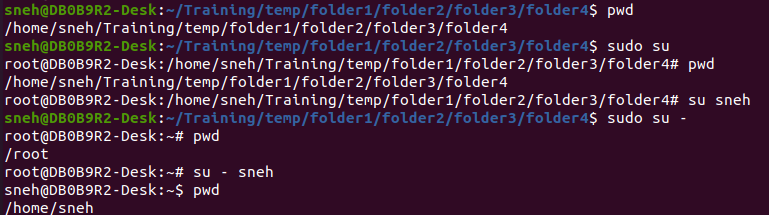 sneh@DB0B9R2-Desk:~/Training/temp/folder1/folder2/folder3/folder4$ pwd
/home/sneh/Training/temp/folder1/folder2/folder3/folder4
sneh@DB0B9R2-Desk:~/Training/temp/folder1/folder2/folder3/folder4$ sudo su
root@DB0B9R2-Desk:/home/sneh/Training/temp/folder1/folder2/folder3/folder4# pwd
/home/sneh/Training/temp/folder1/folder2/folder3/folder4
root@DB0B9R2-Desk:/home/sneh/Training/temp/folder1/folder2/folder3/folder4# su sneh
sneh@DB0B9R2-Desk:~/Training/temp/folder1/folder2/folder3/folder4$ sudo su -
root@DB0B9R2-Desk:~# pwd
/root
root@DB0B9R2-Desk:~# su - sneh
sneh@DB0B9R2-Desk:~$ pwd
/home/sneh